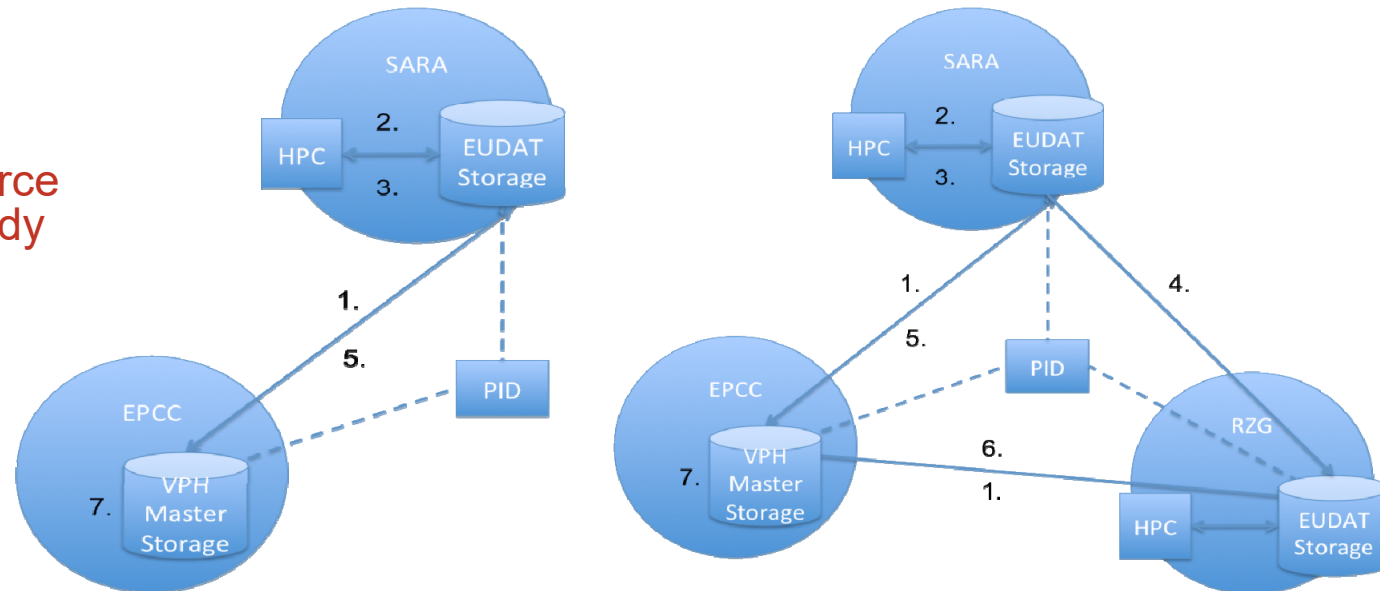 rce
dy
SARA
2.
HPC
EUDAT
Storage
3.
1.
5.
PID
EPCC
7.
VPH
Master
Storage
SARA
2.
HPC
EUDAT
Storage
3.
1.
4.
5.
PID
EPCC
RZG
7.
VPH
Master
Storage
6.
1.
HPC
EUDAT
Storage